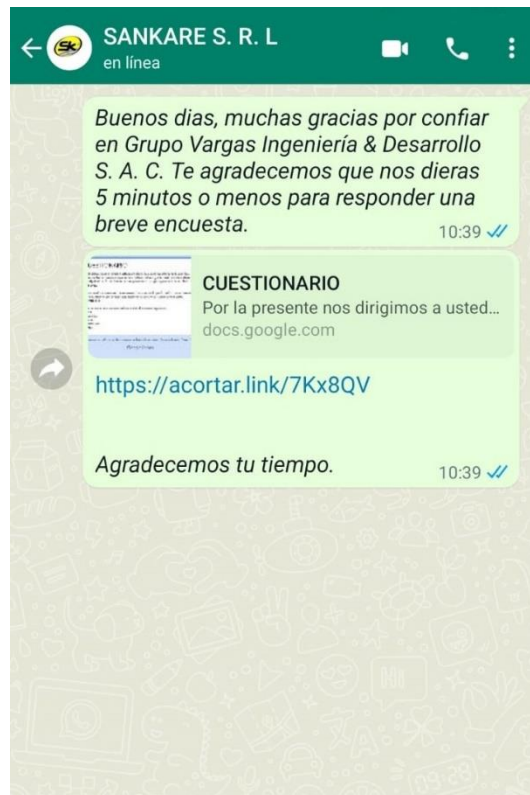 SANKARE S. R. L
en línea
Buenos dias, muchas gracias por confiar
en Grupo Vargas Ingeniería & Desarrollo
S. A. C. Te agradecemos que nos dieras
5 minutos o menos para responder una
breve encuesta.
10:39
CUESTIONARIO
Por la presente nos dirigimos a usted...
docs.google.com
https://acortar.link/7Kx8QV
Agradecemos tu tiempo.
10:39